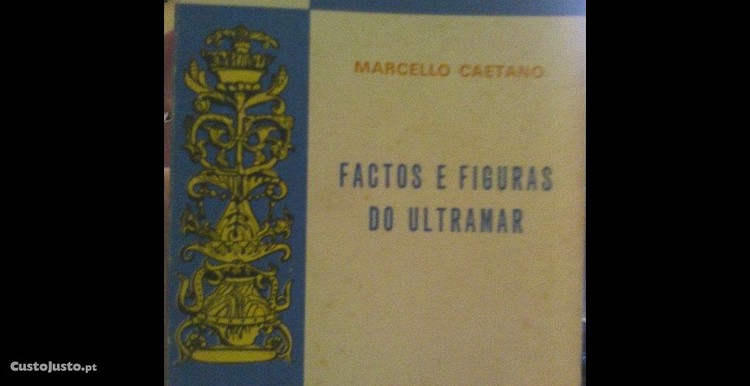 MARCELLO CAETANO
FACTOS E FIGURAS
DO ULTRAMAR
CustoJusto.pt